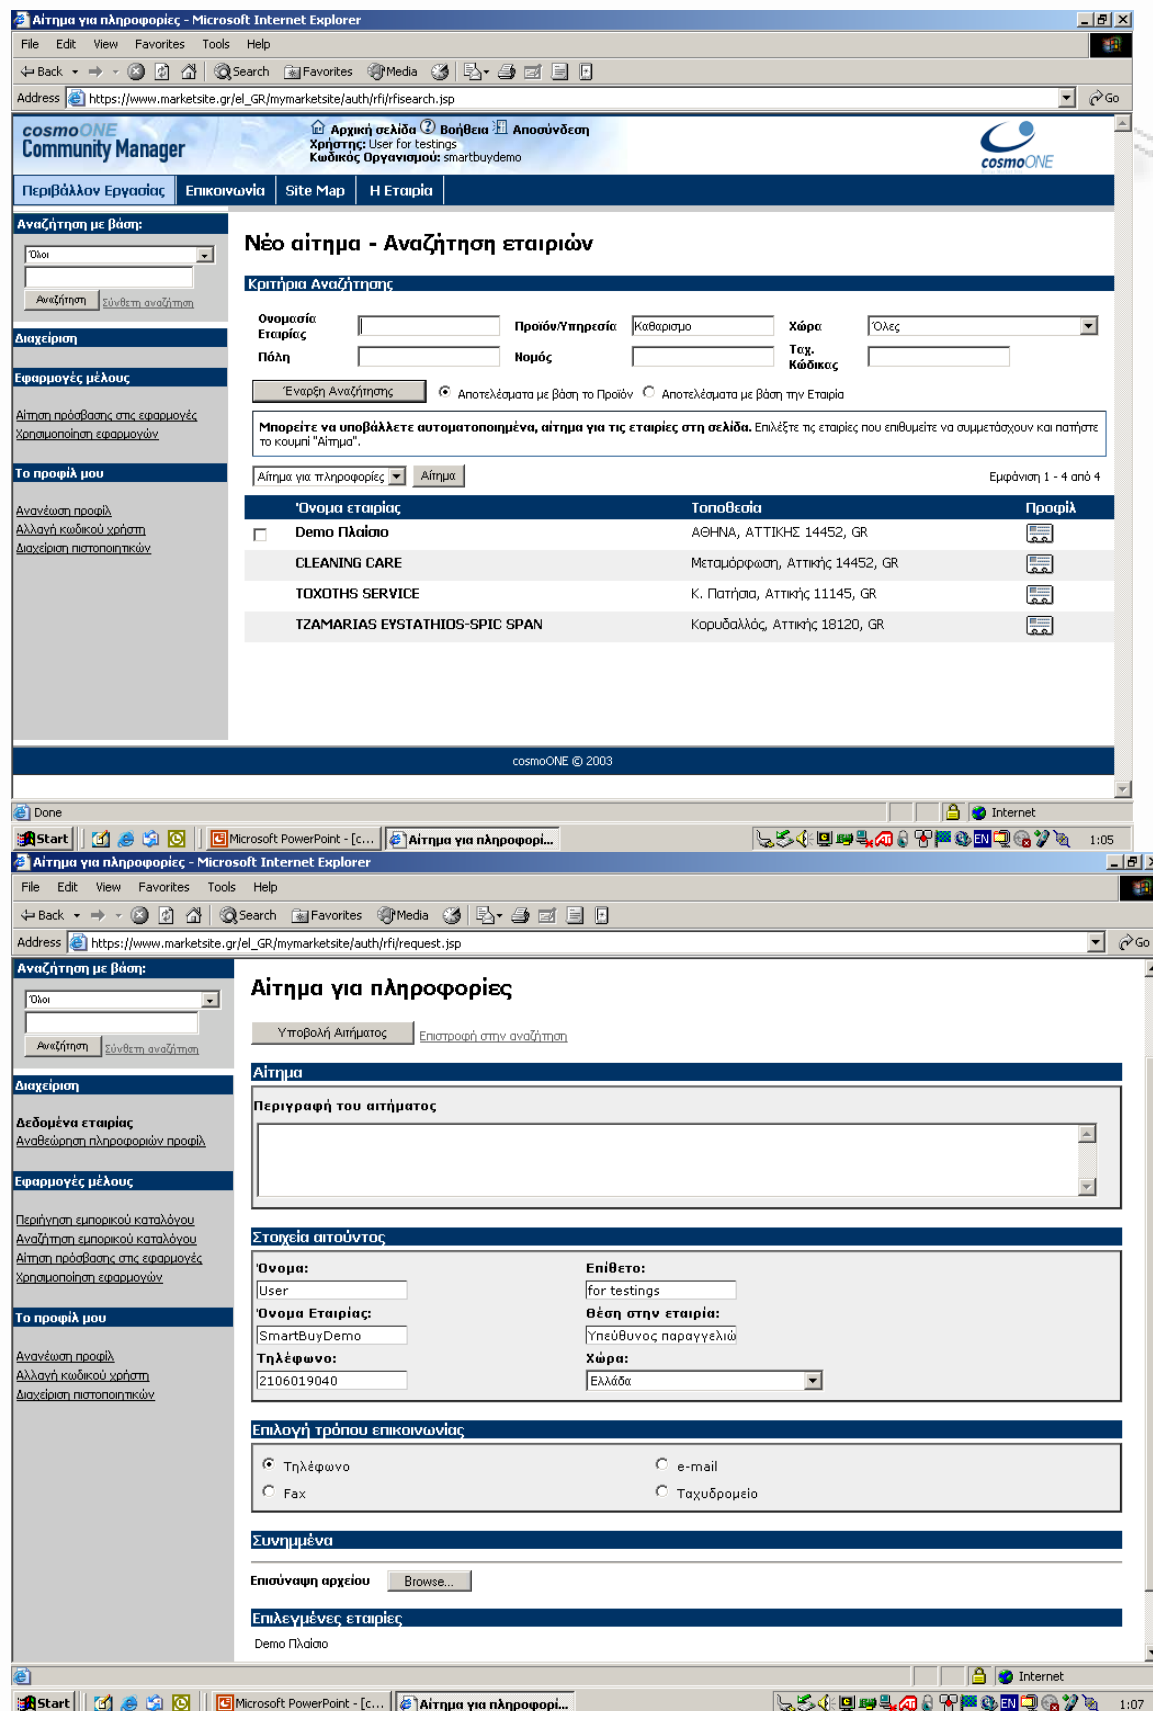 Αίτημα για πληροφορίες - Microsoft Internet Explorer
File Edit View Favorites Tools Help
Back Search Favorites Media
Address https://www.marketsite.gr/el_GR/mymarketsite/auth/rfi/rfisearch.jsp Go
cosmoONE
Community Manager
Αρχική σελίδα Βοήθεια Αποσύνδεση
Χρήστης: User for testings
Κωδικός Οργανισμού: smartbuydemo
cosmoONE
Περιβάλλον Εργασίας Επικοινωνία Site Map Η Εταιρία
Αναζήτηση με βάση:
Όλοι
Αναζήτηση Σύνθετη αναζήτηση
Διαχείριση
Εφαρμογές μέλους
Αίτηση πρόσβασης στις εφαρμογές
Χρησιμοποίηση εφαρμογών
Το προφίλ μου
Ανανέωση προφίλ
Αλλαγή κωδικού χρήστη
Διαχείριση πιστοποιητικών
Νέο αίτημα - Αναζήτηση εταιριών
Κριτήρια Αναζήτησης
Ονομασία Εταιρίας Προϊόν/Υπηρεσία Καθαρισμο Χώρα Όλες
Πόλη Νομός Ταχ. Κώδικας
Έναρξη Αναζήτησης Αποτελέσματα με βάση το Προϊόν Αποτελέσματα με βάση την Εταιρία
Μπορείτε να υποβάλλετε αυτοματοποιημένα, αίτημα για τις εταιρίες στη σελίδα. Επιλέξτε τις εταιρίες που επιθυμείτε να συμμετάσχουν και πατήστε
το κουμπί "Αίτημα".
Αίτημα για πληροφορίες Αίτημα Εμφάνιση 1 - 4 από 4
Όνομα εταιρίας Τοποθεσία Προφίλ
Demo Πλαίσιο ΑΘΗΝΑ, ΑΤΤΙΚΗΣ 14452, GR
CLEANING CARE Μεταμόρφωση, Αττικής 14452, GR
TOXOTHS SERVICE Κ. Πατήσια, Αττικής 11145, GR
TZAMARIAS EYSTATHIOS-SPIC SPAN Κορυδαλλός, Αττικής 18120, GR
cosmoONE © 2003
Done Internet
Start Microsoft PowerPoint - [c... Αίτημα για πληροφορί... EN 1:05
Αίτημα για πληροφορίες - Microsoft Internet Explorer
File Edit View Favorites Tools Help
Back Search Favorites Media
Address https://www.marketsite.gr/el_GR/mymarketsite/auth/rfi/request.jsp Go
Αναζήτηση με βάση:
Όλοι
Αναζήτηση Σύνθετη αναζήτηση
Διαχείριση
Δεδομένα εταιρίας
Αναθεώρηση πληροφοριών προφίλ
Εφαρμογές μέλους
Περιήγηση εμπορικού καταλόγου
Αναζήτηση εμπορικού καταλόγου
Αίτηση πρόσβασης στις εφαρμογές
Χρησιμοποίηση εφαρμογών
Το προφίλ μου
Ανανέωση προφίλ
Αλλαγή κωδικού χρήστη
Διαχείριση πιστοποιητικών
Αίτημα για πληροφορίες
Υποβολή Αιτήματος Επιστροφή στην αναζήτηση
Αίτημα
Περιγραφή του αιτήματος
Στοιχεία αιτούντος
Όνομα: Επίθετο:
User for testings
Όνομα Εταιρίας: Θέση στην εταιρία:
SmartBuyDemo Υπεύθυνος παραγγελιώ
Τηλέφωνο: Χώρα:
2106019040 Ελλάδα
Επιλογή τρόπου επικοινωνίας
Τηλέφωνο e-mail
Fax Ταχυδρομείο
Συνημμένα
Επισύναψη αρχείου Browse...
Επιλεγμένες εταιρίες
Demo Πλαίσιο
Internet
Start Microsoft PowerPoint - [c... Αίτημα για πληροφορί... EN 1:07